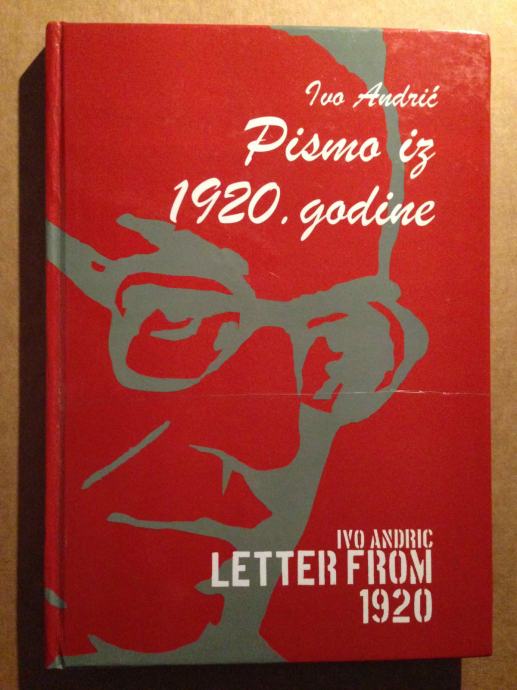 Ivo Andrić
Pismo iz
1920. godine
IVO ANDRIC
LETTER FROM
1920